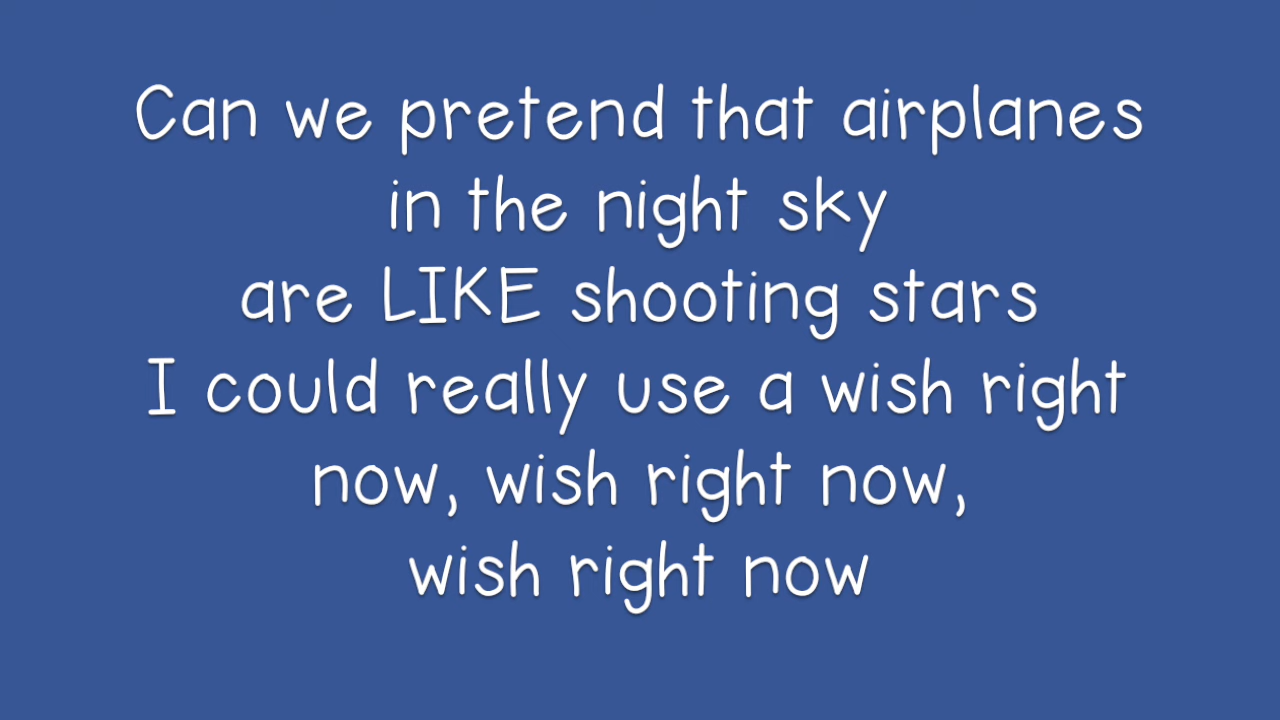 Can we pretend that airplanes
in the night sky
are LIKE shooting stars
I could really use a wish right
now, wish right now,
wish right now